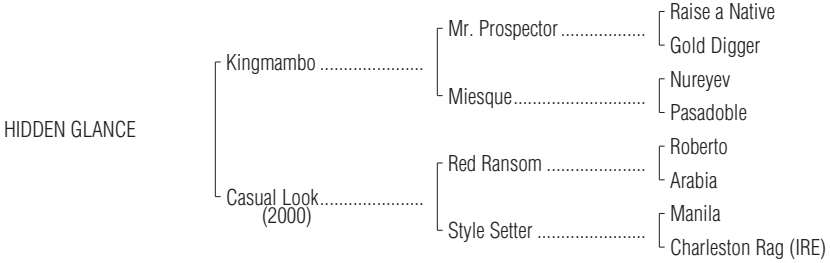 Raise a Native
Mr. Prospector ..................
Gold Digger
Kingmambo ......................
Nureyev
Miesque............................
Pasadoble
HIDDEN GLANCE
Roberto
Red Ransom .....................
Arabia
Casual Look......................
(2000)
Manila
Style Setter .......................
Charleston Rag (IRE)